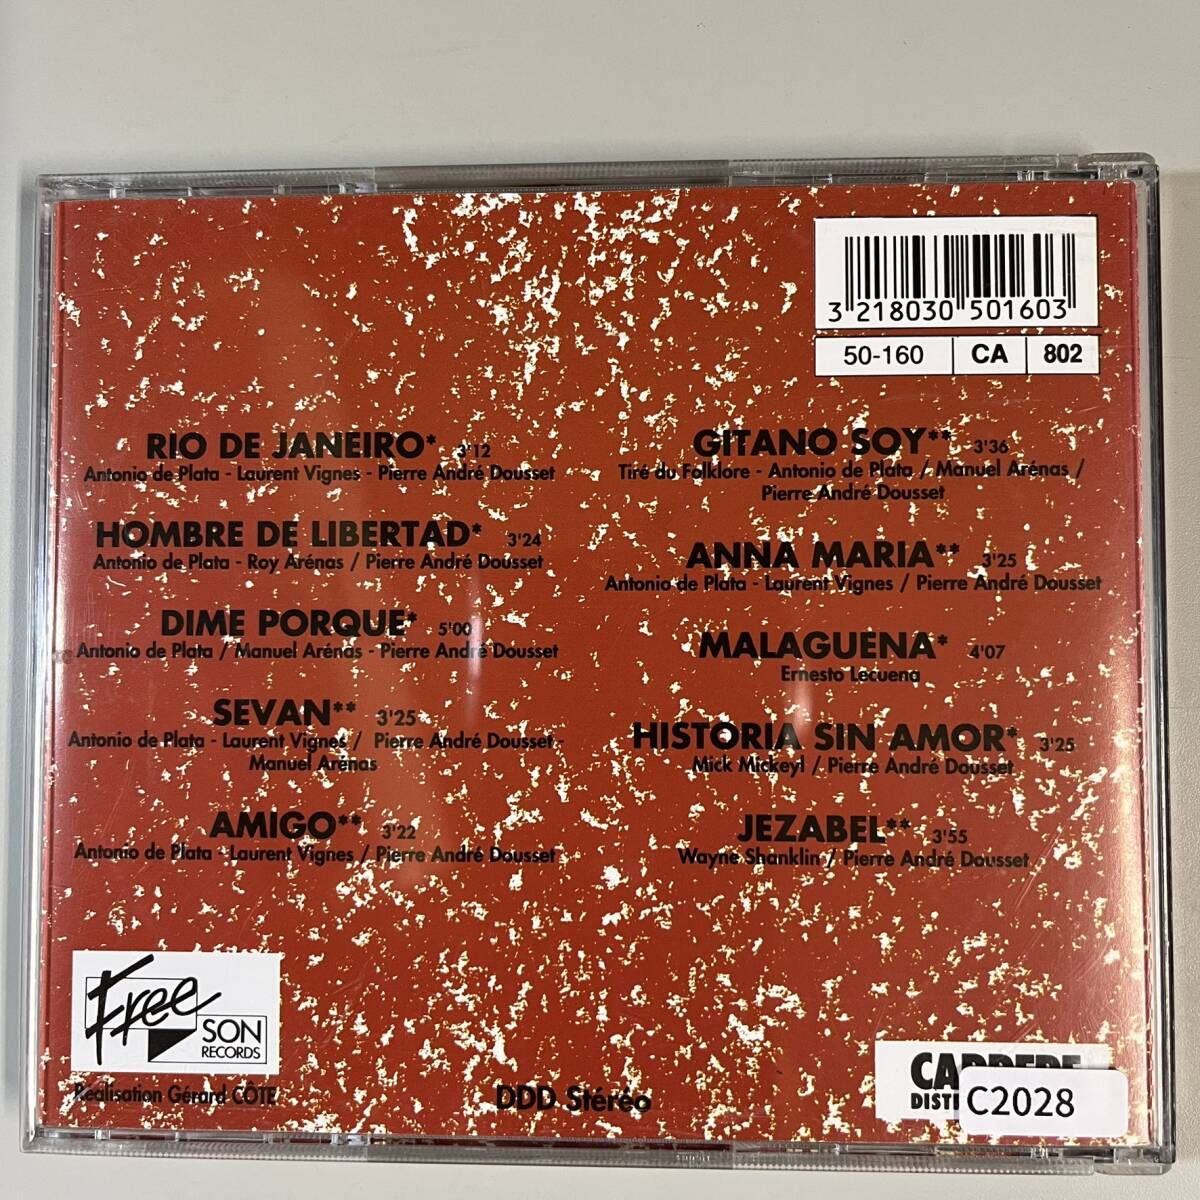 3 218030 501603
50-160 CA 802
RIO DE JANEIRO* 3'12
Antonio de Plata - Laurent Vignes - Pierre André Dousset
HOMBRE DE LIBERTAD* 3'24
Antonio de Plata - Roy Arénas / Pierre André Dousset
DIME PORQUE* 5'00
Antonio de Plata / Manuel Arénas - Pierre André Dousset
SEVAN** 3'25
Antonio de Plata - Laurent Vignes / Pierre André Dousset -
Manuel Arénas
AMIGO** 3'22
Antonio de Plata - Laurent Vignes / Pierre André Dousset
GITANO SOY** 3'36
Tiré du Folklore - Antonio de Plata / Manuel Arénas /
Pierre André Dousset
ANNA MARIA** 3'25
Antonio de Plata - Laurent Vignes / Pierre André Dousset
MALAGUENA* 4'07
Ernesto Lecuena
HISTORIA SIN AMOR* 3'25
Mick Mickeyl / Pierre André Dousset
JEZABEL** 3'55
Wayne Shanklin / Pierre André Dousset
Free
SON
RECORDS
Réalisation Gérard CÔTE
DDD Stéréo
C2028